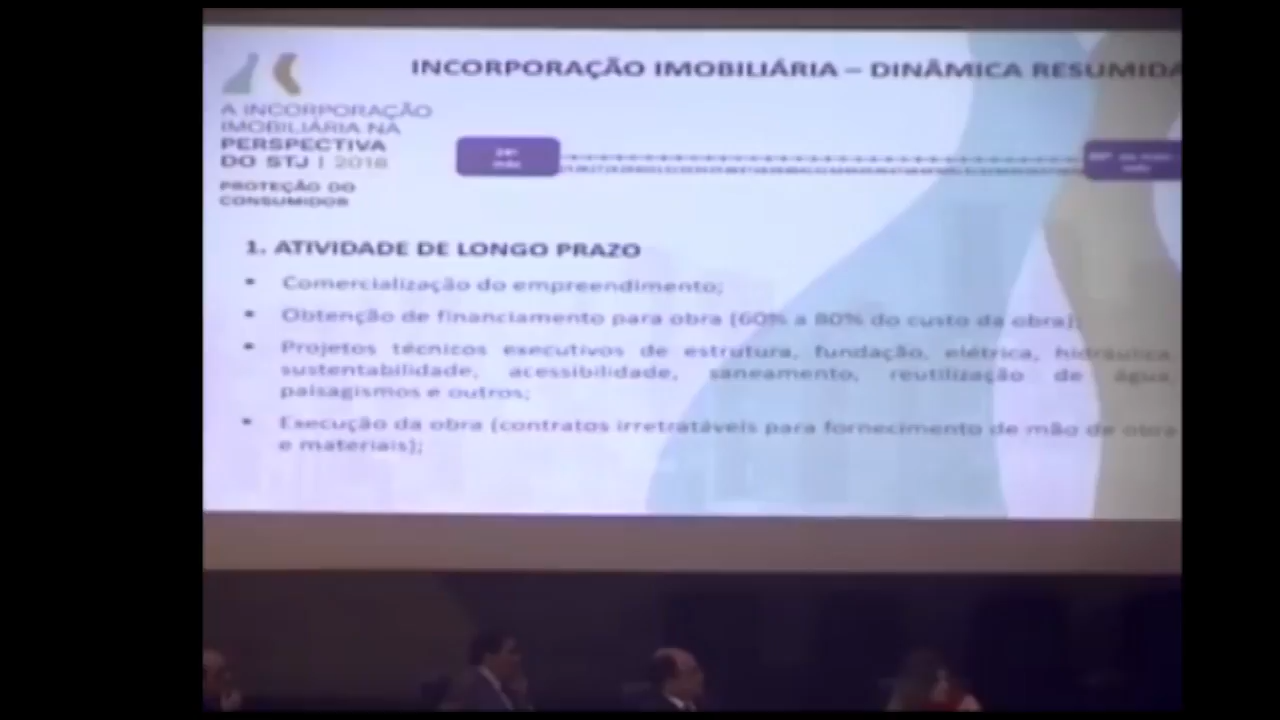 INCORPORAÇÃO IMOBILIÁRIA – DINÂMICA RESUMIDA
A INCORPORAÇÃO
IMOBILIÁRIA NA
PERSPECTIVA
DO STJ | 2016
PROTEÇÃO DO
CONSUMIDOR
1. ATIVIDADE DE LONGO PRAZO
• Comercialização do empreendimento;
• Obtenção de financiamento para obra (60% a 80% do custo da obra);
• Projetos técnicos executivos de estrutura, fundação, elétrica, hidráulica,
sustentabilidade, acessibilidade, saneamento, reutilização de água,
paisagismos e outros;
• Execução da obra (contratos irretratáveis para fornecimento de mão de obra
e materiais);